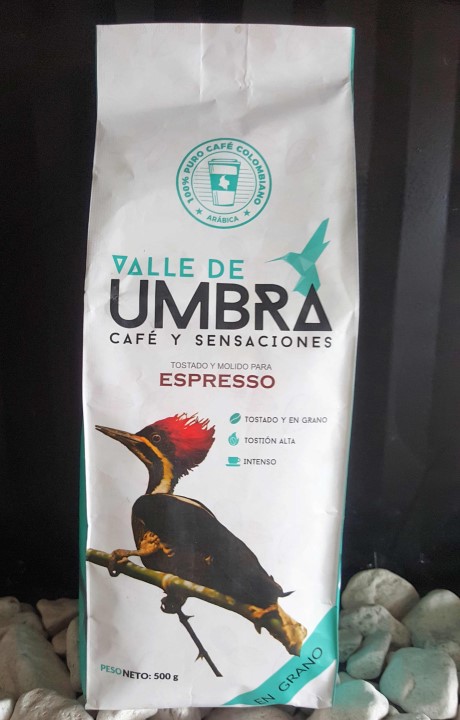 100% PURO CAFÉ COLOMBIANO
ARÁBICA
VALLE DE
UMBRA
CAFÉ Y SENSACIONES
TOSTADO Y MOLIDO PARA
ESPRESSO
TOSTADO Y EN GRANO
TOSTIÓN ALTA
INTENSO
PESO NETO: 500 g
EN GRANO